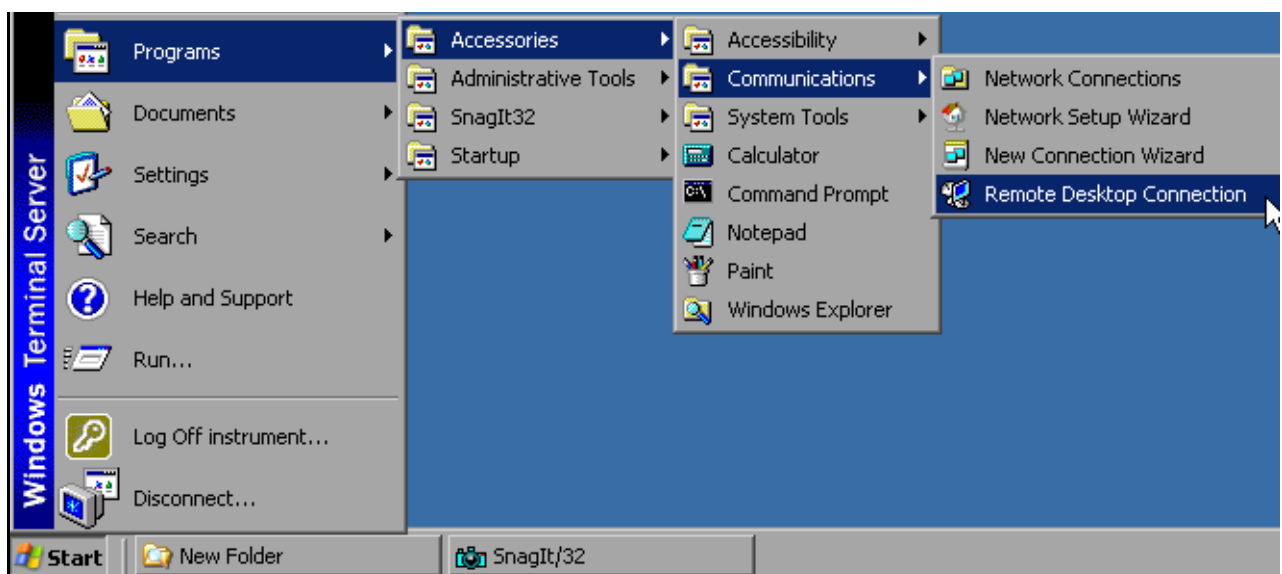 Windows Terminal Server
Programs
Documents
Settings
Search
Help and Support
Run...
Log Off instrument...
Disconnect...
Accessories
Administrative Tools
SnagIt32
Startup
Accessibility
Communications
System Tools
Calculator
Command Prompt
Notepad
Paint
Windows Explorer
Network Connections
Network Setup Wizard
New Connection Wizard
Remote Desktop Connection
Start
New Folder
SnagIt/32